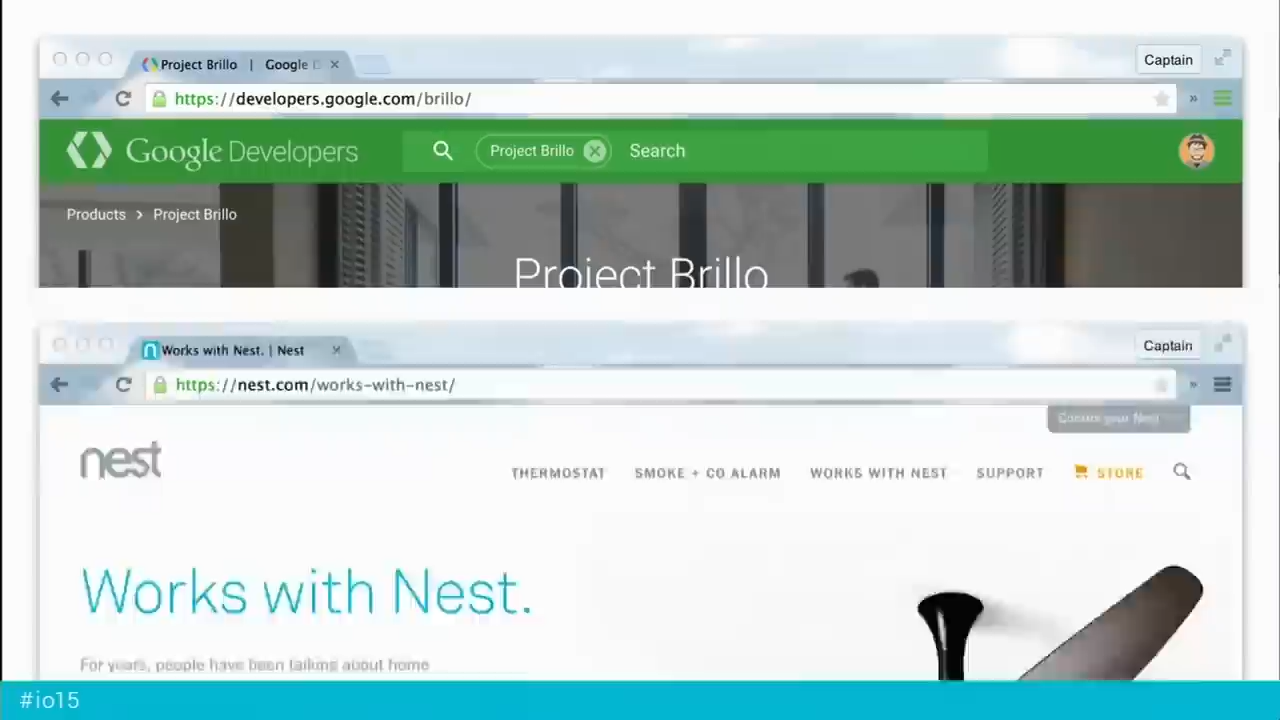 Project Brillo | Google D
Captain
https://developers.google.com/brillo/
Google Developers
Project Brillo
Search
Products > Project Brillo
Project Brillo
Works with Nest. | Nest
Captain
https://nest.com/works-with-nest/
nest
THERMOSTAT
SMOKE + CO ALARM
WORKS WITH NEST
SUPPORT
STORE
Works with Nest.
For years, people have been talking about home
#io15